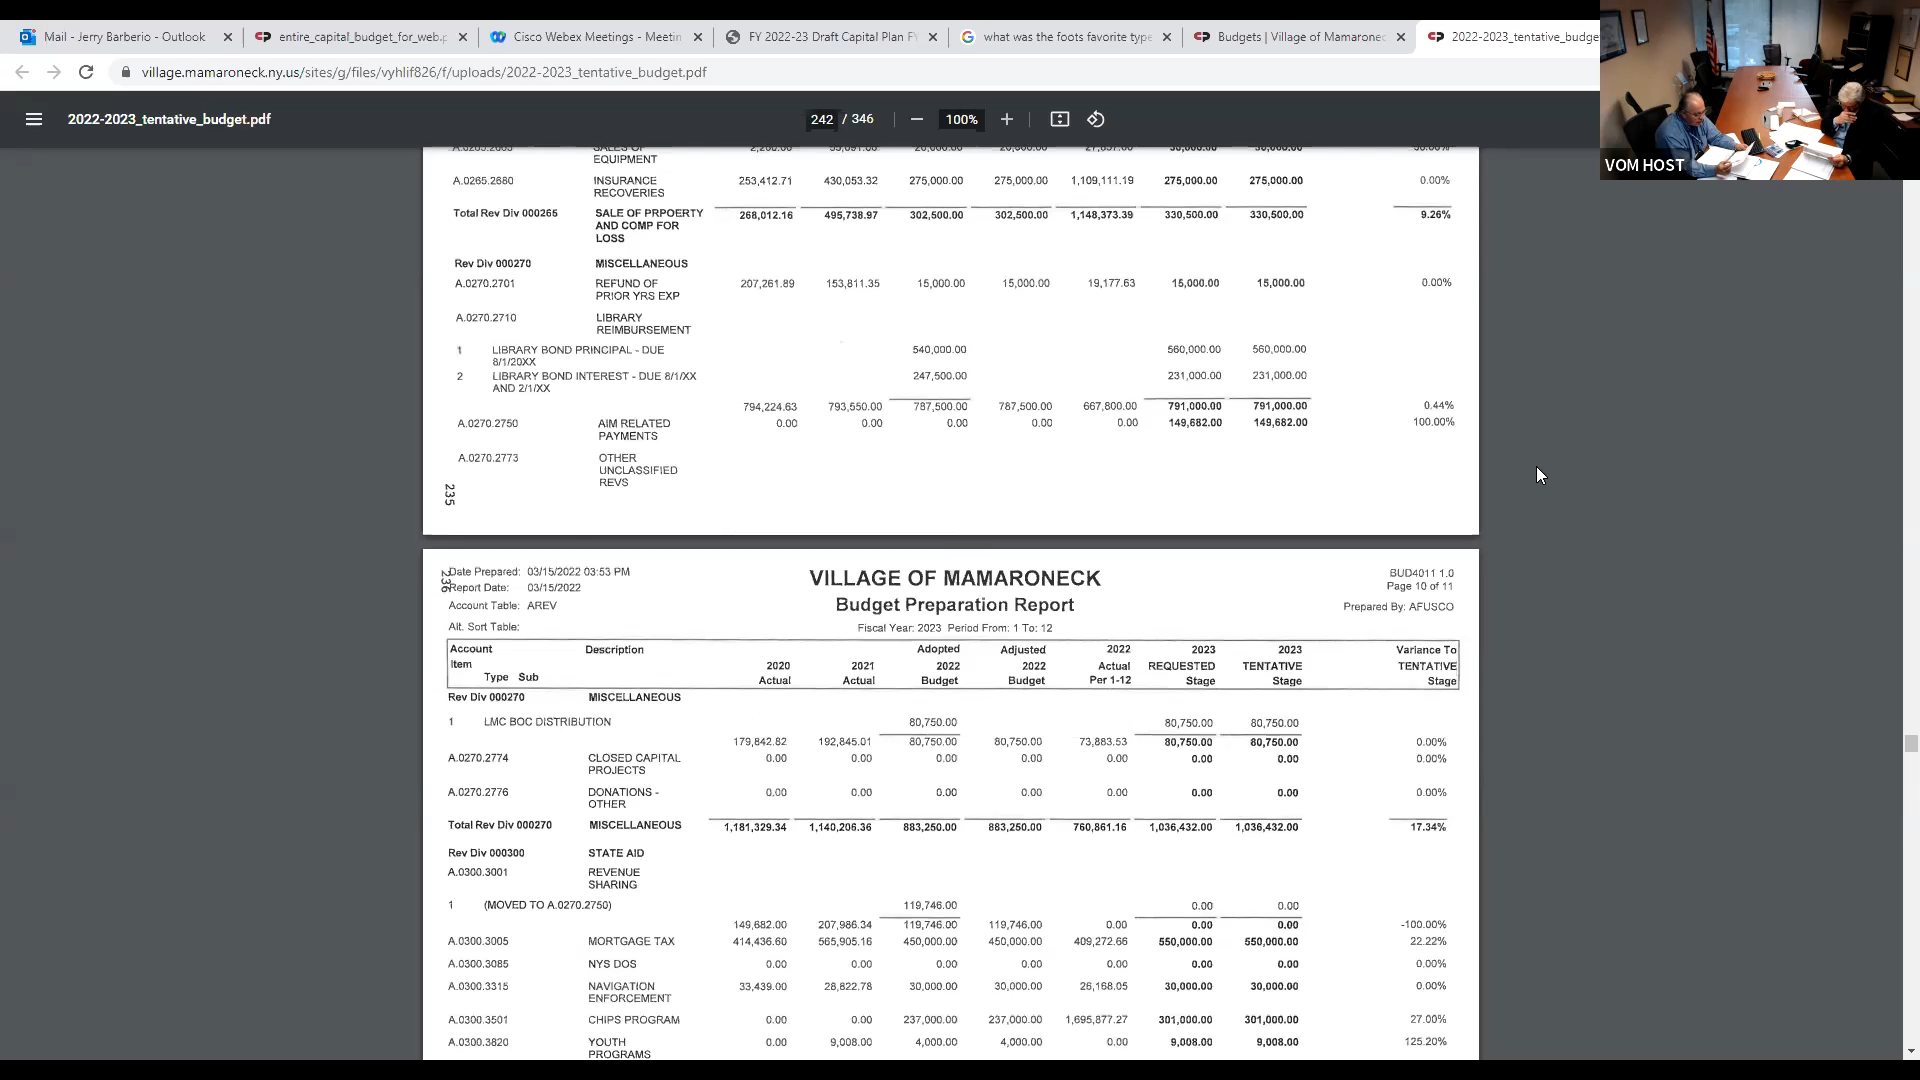 Mail - Jerry Barberio - Outlook
entire_capital_budget_for_web.p
Cisco Webex Meetings - Meetin
FY 2022-23 Draft Capital Plan FY
what was the foots favorite type
Budgets | Village of Mamaronec
2022-2023_tentative_budge
village.mamaroneck.ny.us/sites/g/files/vyhlif826/f/uploads/2022-2023_tentative_budget.pdf
2022-2023_tentative_budget.pdf
242 / 346
100%
VOM HOST
EQUIPMENT
A.0265.2680 INSURANCE RECOVERIES 253,412.71 430,053.32 275,000.00 275,000.00 1,109,111.19 275,000.00 275,000.00 0.00%
Total Rev Div 000265 SALE OF PRPOERTY AND COMP FOR LOSS 268,012.16 495,738.97 302,500.00 302,500.00 1,148,373.39 330,500.00 330,500.00 9.26%
Rev Div 000270 MISCELLANEOUS
A.0270.2701 REFUND OF PRIOR YRS EXP 207,261.89 153,811.35 15,000.00 15,000.00 19,177.63 15,000.00 15,000.00 0.00%
A.0270.2710 LIBRARY REIMBURSEMENT
1 LIBRARY BOND PRINCIPAL - DUE 8/1/20XX 540,000.00 560,000.00 560,000.00
2 LIBRARY BOND INTEREST - DUE 8/1/XX AND 2/1/XX 247,500.00 231,000.00 231,000.00
794,224.63 793,550.00 787,500.00 787,500.00 667,800.00 791,000.00 791,000.00 0.44%
A.0270.2750 AIM RELATED PAYMENTS 0.00 0.00 0.00 0.00 0.00 149,682.00 149,682.00 100.00%
A.0270.2773 OTHER UNCLASSIFIED REVS
235
236
Date Prepared: 03/15/2022 03:53 PM
Report Date: 03/15/2022
Account Table: AREV
Alt. Sort Table:
VILLAGE OF MAMARONECK
Budget Preparation Report
Fiscal Year: 2023 Period From: 1 To: 12
BUD4011 1.0
Page 10 of 11
Prepared By: AFUSCO
Account Description Adopted Adjusted 2022 2023 2023 Variance To
Item 2020 2021 2022 2022 Actual REQUESTED TENTATIVE TENTATIVE
Type Sub Actual Actual Budget Budget Per 1-12 Stage Stage Stage
Rev Div 000270 MISCELLANEOUS
1 LMC BOC DISTRIBUTION 80,750.00 80,750.00 80,750.00
179,842.82 192,845.01 80,750.00 80,750.00 73,883.53 80,750.00 80,750.00 0.00%
A.0270.2774 CLOSED CAPITAL PROJECTS 0.00 0.00 0.00 0.00 0.00 0.00 0.00 0.00%
A.0270.2776 DONATIONS - OTHER 0.00 0.00 0.00 0.00 0.00 0.00 0.00 0.00%
Total Rev Div 000270 MISCELLANEOUS 1,181,329.34 1,140,206.36 883,250.00 883,250.00 760,861.16 1,036,432.00 1,036,432.00 17.34%
Rev Div 000300 STATE AID
A.0300.3001 REVENUE SHARING
1 (MOVED TO A.0270.2750) 119,746.00 0.00 0.00
149,682.00 207,986.34 119,746.00 119,746.00 0.00 0.00 0.00 -100.00%
A.0300.3005 MORTGAGE TAX 414,436.60 565,905.16 450,000.00 450,000.00 409,272.66 550,000.00 550,000.00 22.22%
A.0300.3085 NYS DOS 0.00 0.00 0.00 0.00 0.00 0.00 0.00 0.00%
A.0300.3315 NAVIGATION ENFORCEMENT 33,439.00 28,822.78 30,000.00 30,000.00 26,168.05 30,000.00 30,000.00 0.00%
A.0300.3501 CHIPS PROGRAM 0.00 0.00 237,000.00 237,000.00 1,695,877.27 301,000.00 301,000.00 27.00%
A.0300.3820 YOUTH PROGRAMS 0.00 9,008.00 4,000.00 4,000.00 0.00 9,008.00 9,008.00 125.20%